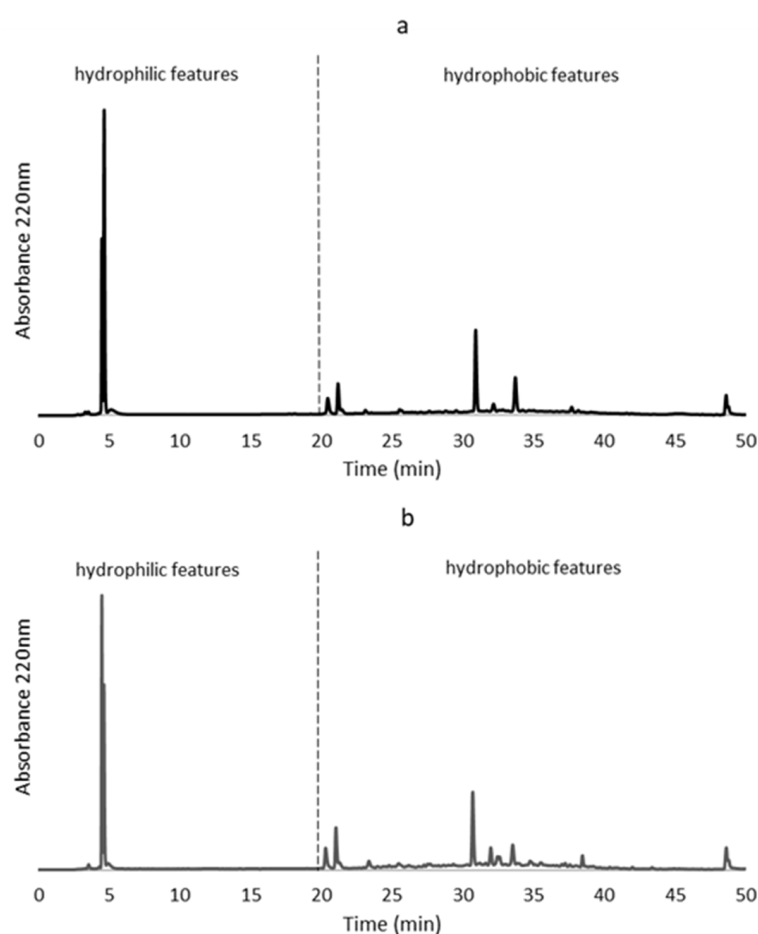 a
hydrophilic features
hydrophobic features
Absorbance 220nm
0 5 10 15 20 25 30 35 40 45 50
Time (min)
b
hydrophilic features
hydrophobic features
Absorbance 220nm
0 5 10 15 20 25 30 35 40 45 50
Time (min)